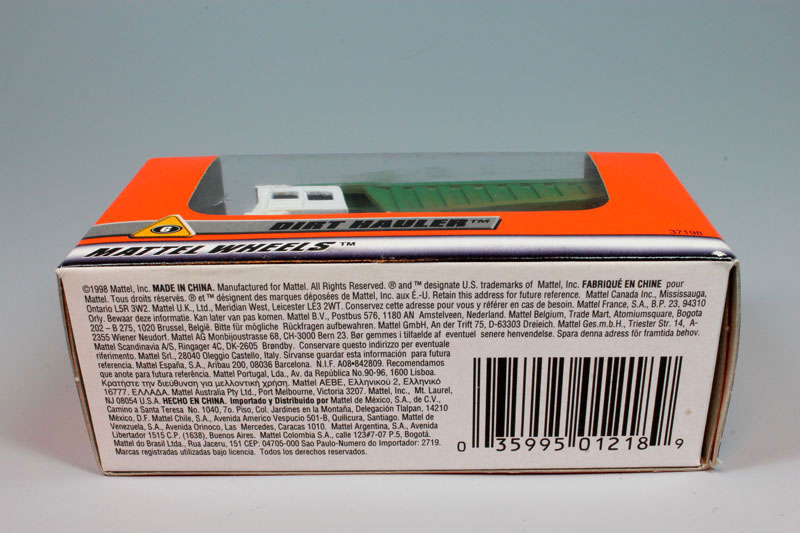 6 DIRT HAULER™
37198
MATTEL WHEELS ™
©1998 Mattel, Inc. MADE IN CHINA. Manufactured for Mattel. All Rights Reserved. ® and ™ designate U.S. trademarks of Mattel, Inc. FABRIQUÉ EN CHINE pour
Mattel. Tous droits réservés. ® et ™ désignent des marques déposées de Mattel, Inc. aux É.-U. Retain this address for future reference. Mattel Canada Inc., Mississauga,
Ontario L5R 3W2. Mattel U.K., Ltd., Meridian West, Leicester LE3 2WT. Conservez cette adresse pour vous y référer en cas de besoin. Mattel France, S.A., B.P. 23, 94310
Orly. Bewaar deze informatie. Kan later van pas komen. Mattel B.V., Postbus 576, 1180 AN Amstelveen, Nederland. Mattel Belgium, Trade Mart, Atomiumsquare, Bogota
202 – B 275, 1020 Brussel, België. Bitte für mögliche Rückfragen aufbewahren. Mattel GmbH, An der Trift 75, D-63303 Dreieich. Mattel Ges.m.b.H., Triester Str. 14, A-
2355 Wiener Neudorf. Mattel AG Monbijoustrasse 68, CH-3000 Bern 23. Bør gemmes i tilfælde af eventuel senere henvendelse. Spara denna adress för framtida behov.
Mattel Scandinavia A/S, Ringager 4C, DK-2605 Brøndby. Conservare questo indirizzo per eventuale
riferimento. Mattel Srl., 28040 Oleggio Castello, Italy. Sírvanse guardar esta información para futura
referencia. Mattel España, S.A., Aribau 200, 08036 Barcelona. N.I.F. A08-842809. Recomendamos
que anote para futura referência. Mattel Portugal, Lda., Av. da República No.90-96, 1600 Lisboa.
Κρατήστε την διεύθυνση για μελλοντική χρήση. Mattel AEBE, Ελληνικού 2, Ελληνικό
16777, ΕΛΛΑΔΑ. Mattel Australia Pty Ltd., Port Melbourne, Victoria 3207. Mattel, Inc., Mt. Laurel,
NJ 08054 U.S.A. HECHO EN CHINA. Importado y Distribuido por Mattel de México, S.A., de C.V.,
Camino a Santa Teresa No. 1040, 7o. Piso, Col. Jardines en la Montaña, Delegación Tlalpan, 14210
México, D.F. Mattel Chile, S.A., Avenida Americo Vespucio 501-B, Quilicura, Santiago. Mattel de
Venezuela, S.A., Avenida Orinoco, Las Mercedes, Caracas 1010. Mattel Argentina, S.A., Avenida
Libertador 1515 C.P. (1638), Buenos Aires. Mattel Colombia S.A., calle 123#7-07 P.5, Bogotá.
Mattel do Brasil Ltd., Rua Jaceru, 151 CEP: 04705-000 Sao Paulo-Numero do Importador: 2719.
Marcas registradas utilizadas bajo licencia. Todos los derechos reservados.
0 35995 01218 9